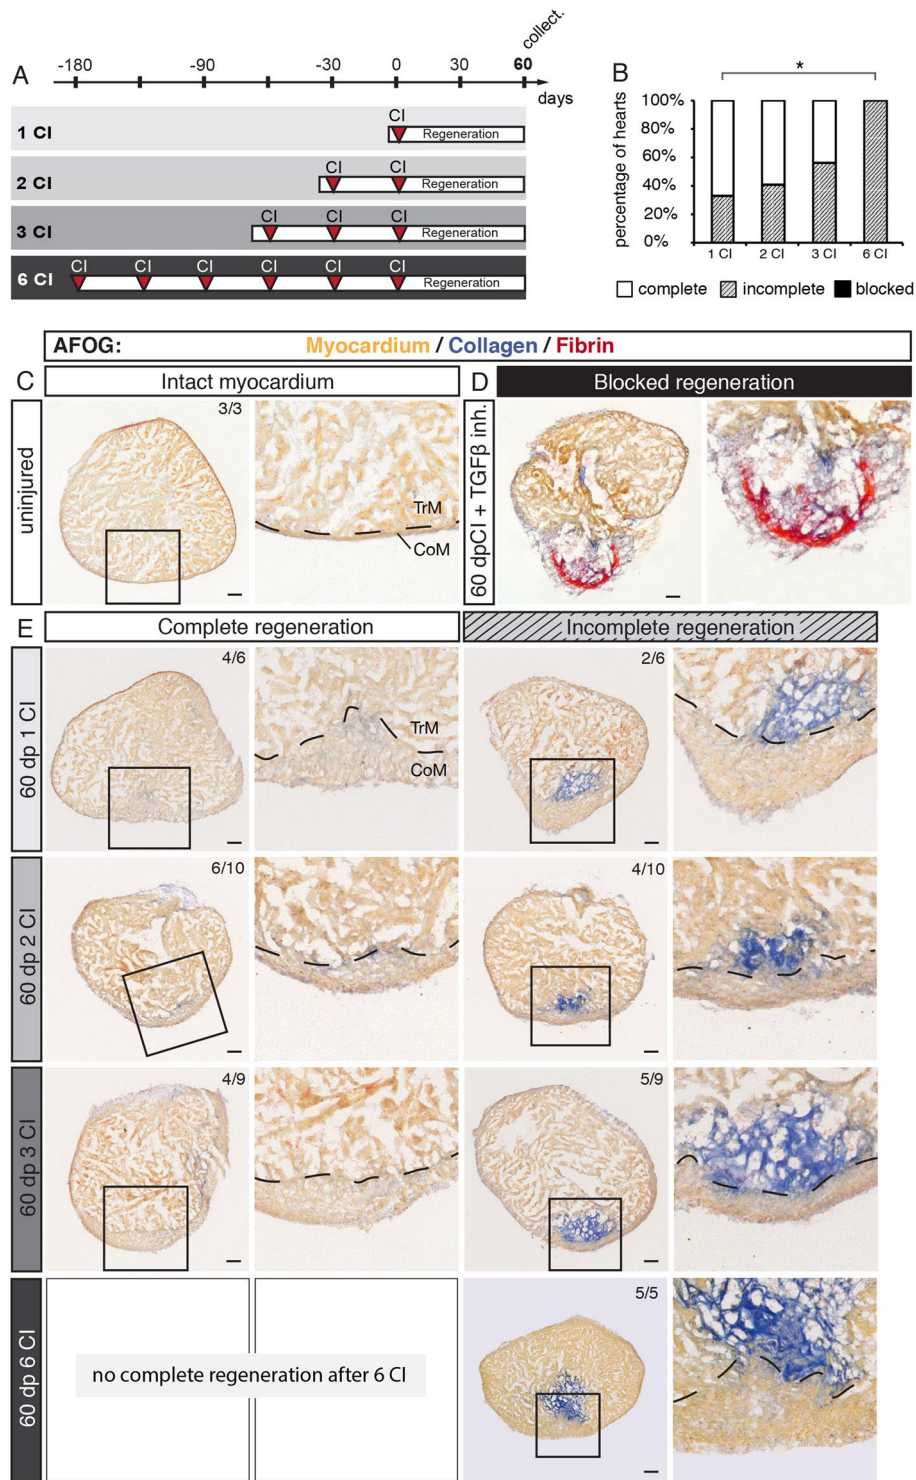 A
-180 -90 -30 0 30 60
collect.
days
1 CI
CI
Regeneration
2 CI
CI CI
Regeneration
3 CI
CI CI CI
Regeneration
6 CI
CI CI CI CI CI CI
Regeneration
B
*
percentage of hearts
100%
80%
60%
40%
20%
0%
1 CI 2 CI 3 CI 6 CI
complete incomplete blocked
AFOG: Myocardium / Collagen / Fibrin
C
Intact myocardium
uninjured
3/3
TrM
CoM
D
Blocked regeneration
60 dpCI + TGFβ inh.
E
Complete regeneration
Incomplete regeneration
60 dp 1 CI
4/6
TrM
CoM
2/6
60 dp 2 CI
6/10
4/10
60 dp 3 CI
4/9
5/9
60 dp 6 CI
no complete regeneration after 6 CI
5/5